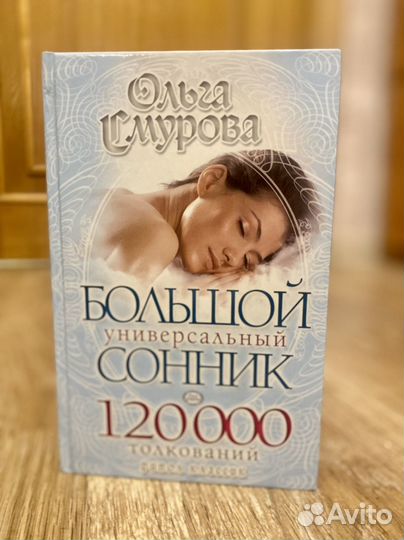 Ольга
Смурова
БОЛЬШОЙ
универсальный
СОННИК
120 000
толкований
Avito